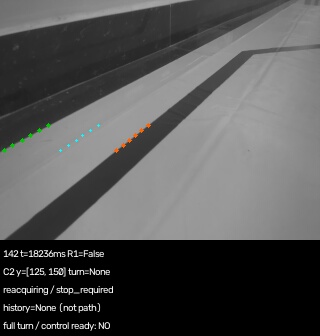 142 t=18236ms R1=False
C2 y=[125, 150] turn=None
reacquiring / stop_required
history=None (not path)
full turn / control ready: NO